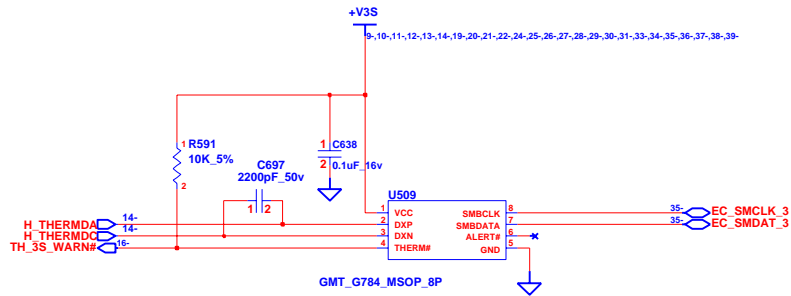 +V3S
9-,10-,11-,12-,13-,14-,19-,20-,21-,22-,24-,25-,26-,27-,28-,29-,30-,31-,33-,34-,35-,36-,37-,38-,39-
1
R591
10K_5%
2
1
C638
2
0.1uF_16v
C697
2200pF_50v
1 2
U509
1 VCC SMBCLK 8 35- EC_SMCLK_3
H_THERMDA 14- 2 DXP SMBDATA 7 35- EC_SMDAT_3
H_THERMDC 14- 3 DXN ALERT# 6
TH_3S_WARN# 16- 4 THERM# GND 5
GMT_G784_MSOP_8P